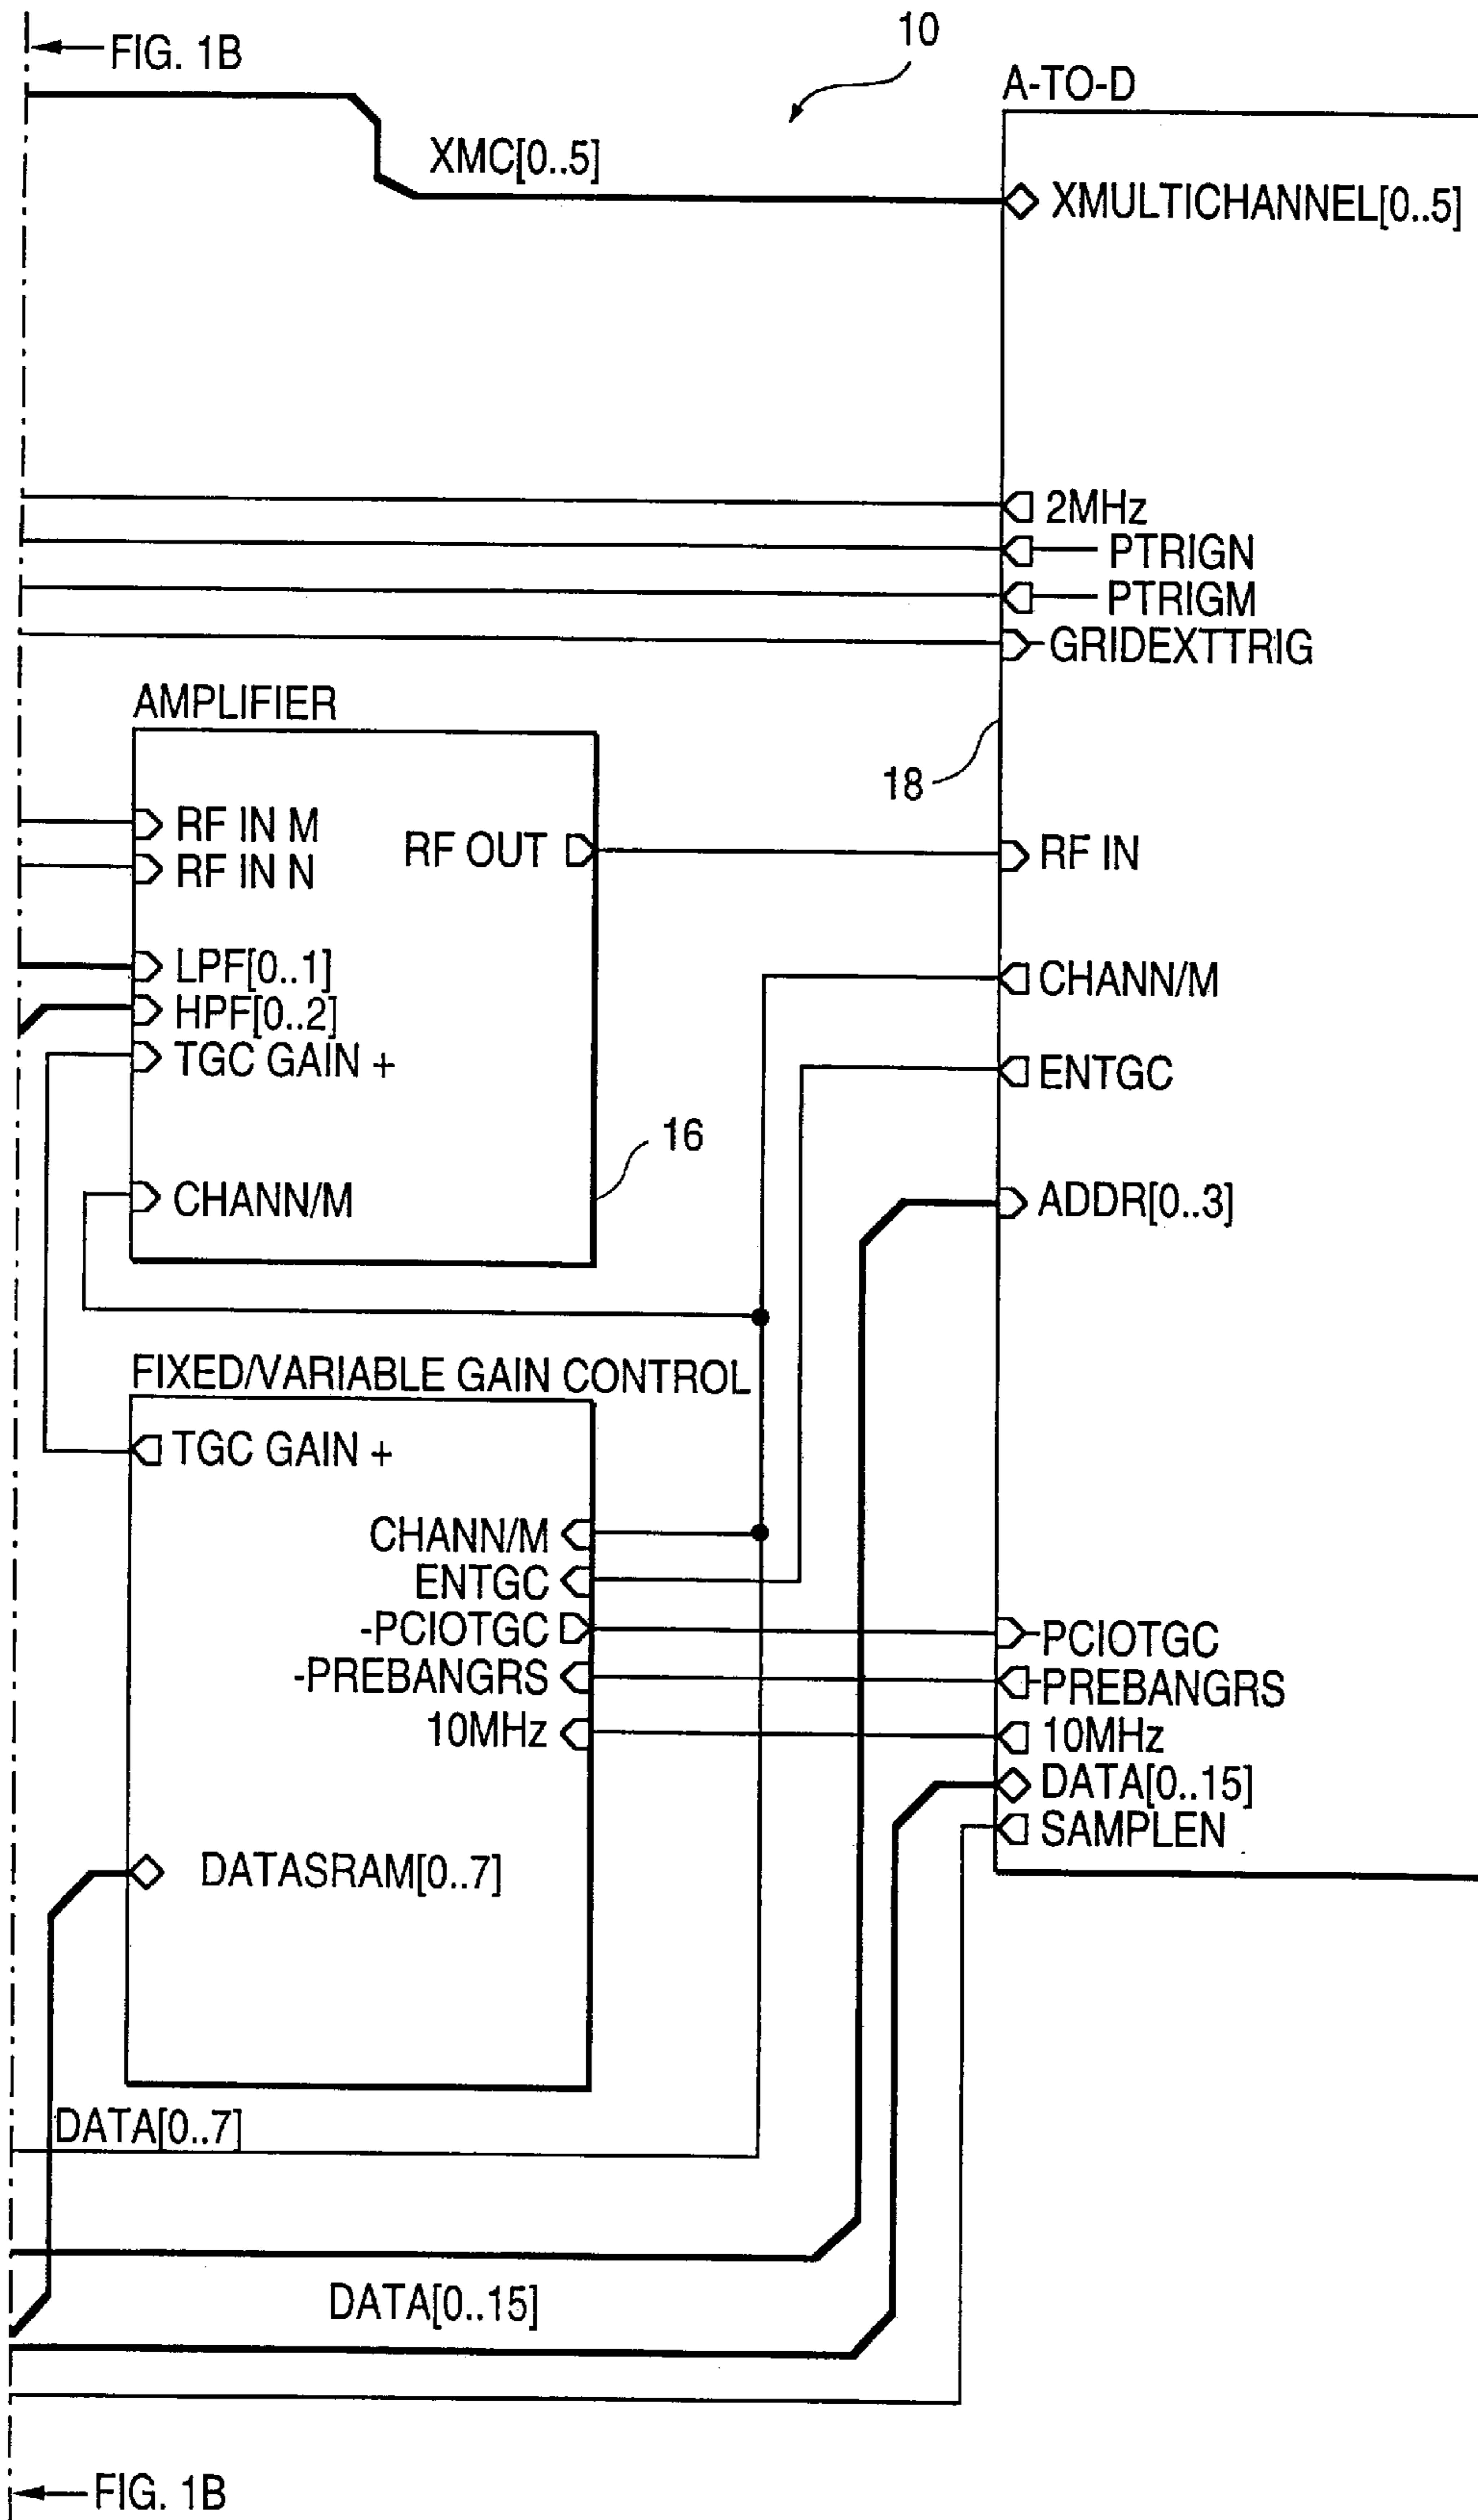 FIG. 1B
10
A-TO-D
XMC[0..5]
XMULTICHANNEL[0..5]
2MHz
PTRIGN
PTRIGM
GRIDEXTTRIG
AMPLIFIER
18
RF IN M
RF OUT
RF IN
RF IN N
LPF[0..1]
CHANN/M
HPF[0..2]
TGC GAIN +
ENTGC
16
CHANN/M
ADDR[0..3]
FIXED/VARIABLE GAIN CONTROL
TGC GAIN +
CHANN/M
ENTGC
-PCIOTGC
PCIOTGC
-PREBANGRS
PREBANGRS
10MHz
10MHz
DATA[0..15]
SAMPLEN
DATASRAM[0..7]
DATA[0..7]
DATA[0..15]
FIG. 1B